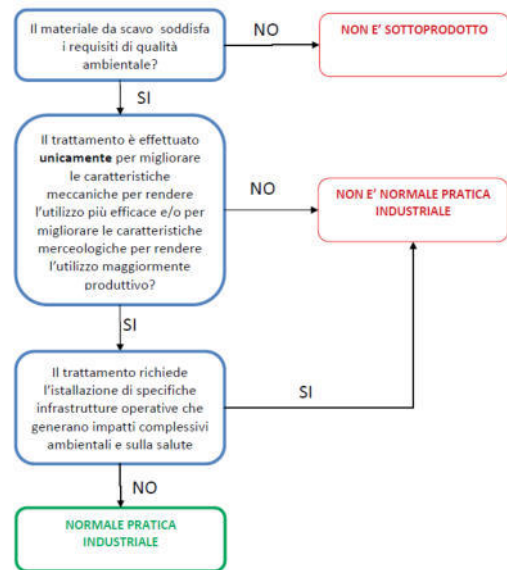 Il materiale da scavo soddisfa
i requisiti di qualità
ambientale?
NO
NON E' SOTTOPRODOTTO
SI
Il trattamento è effettuato
unicamente per migliorare
le caratteristiche
meccaniche per rendere
l'utilizzo più efficace e/o per
migliorare le caratteristiche
merceologiche per rendere
l'utilizzo maggiormente
produttivo?
NO
NON E' NORMALE PRATICA
INDUSTRIALE
SI
Il trattamento richiede
l'istallazione di specifiche
infrastrutture operative che
generano impatti complessivi
ambientali e sulla salute
SI
NO
NORMALE PRATICA
INDUSTRIALE